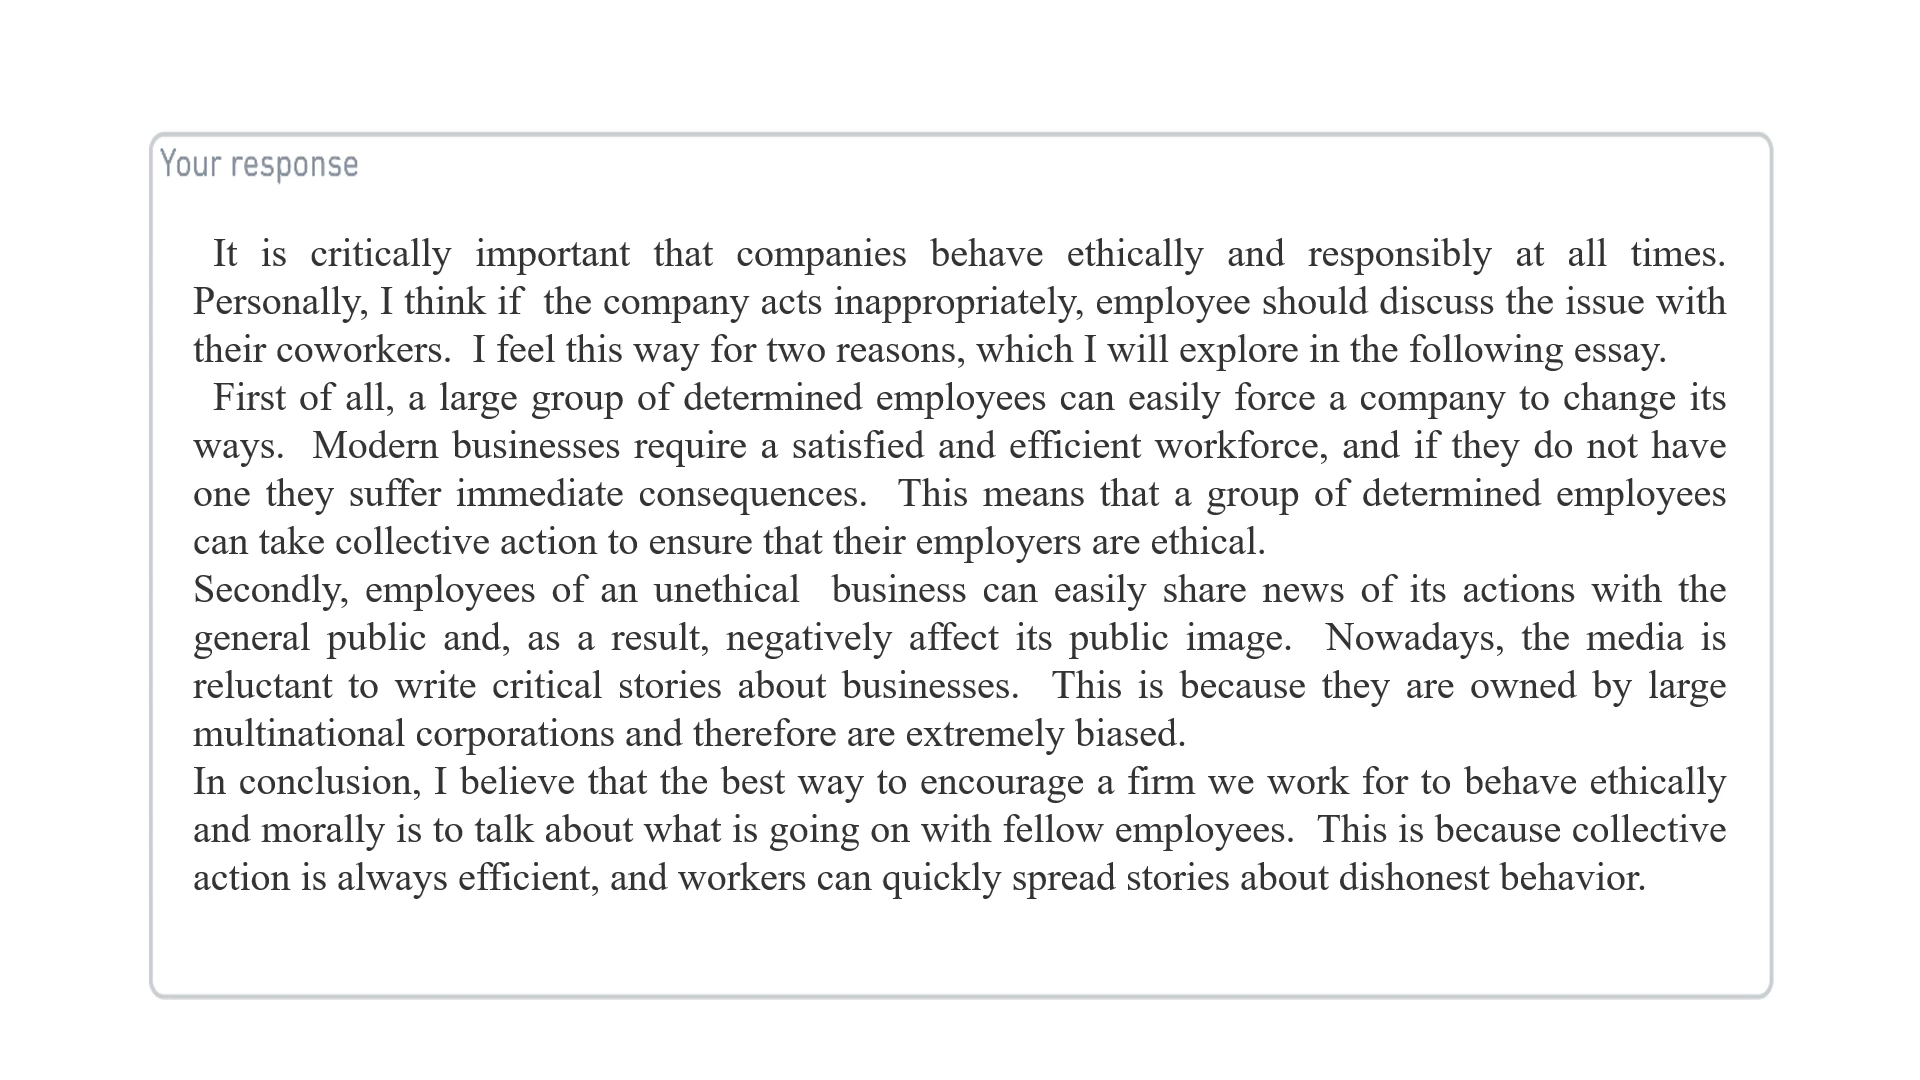 Your response
It is critically important that companies behave ethically and responsibly at all times.
Personally, I think if the company acts inappropriately, employee should discuss the issue with
their coworkers. I feel this way for two reasons, which I will explore in the following essay.
First of all, a large group of determined employees can easily force a company to change its
ways. Modern businesses require a satisfied and efficient workforce, and if they do not have
one they suffer immediate consequences. This means that a group of determined employees
can take collective action to ensure that their employers are ethical.
Secondly, employees of an unethical business can easily share news of its actions with the
general public and, as a result, negatively affect its public image. Nowadays, the media is
reluctant to write critical stories about businesses. This is because they are owned by large
multinational corporations and therefore are extremely biased.
In conclusion, I believe that the best way to encourage a firm we work for to behave ethically
and morally is to talk about what is going on with fellow employees. This is because collective
action is always efficient, and workers can quickly spread stories about dishonest behavior.